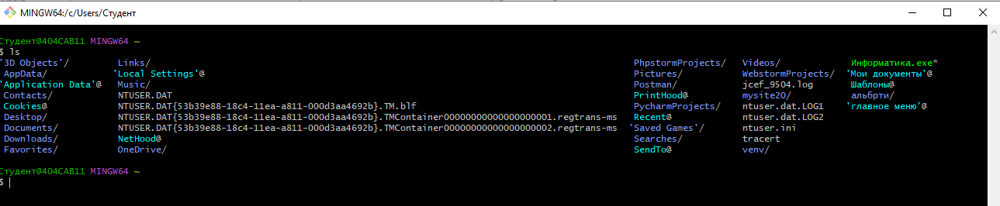 MINGW64:/c/Users/Студент
Студент@404CAB11 MINGW64 ~
$ ls
'3D Objects'/ Links/ PhpstormProjects/ Videos/ Информатика.exe*
AppData/ 'Local Settings'@ Pictures/ WebstormProjects/ 'Мои документы'@
'Application Data'@ Music/ Postman/ jcef_9504.log Шаблоны@
Contacts/ NTUSER.DAT PrintHood@ mysite20/ альбрти/
Cookies@ NTUSER.DAT{53b39e88-18c4-11ea-a811-000d3aa4692b}.TM.blf PycharmProjects/ ntuser.dat.LOG1 'главное меню'@
Desktop/ NTUSER.DAT{53b39e88-18c4-11ea-a811-000d3aa4692b}.TMContainer00000000000000000001.regtrans-ms Recent@ ntuser.dat.LOG2
Documents/ NTUSER.DAT{53b39e88-18c4-11ea-a811-000d3aa4692b}.TMContainer00000000000000000002.regtrans-ms 'Saved Games'/ ntuser.ini
Downloads/ NetHood@ Searches/ tracert
Favorites/ OneDrive/ SendTo@ venv/
Студент@404CAB11 MINGW64 ~
$